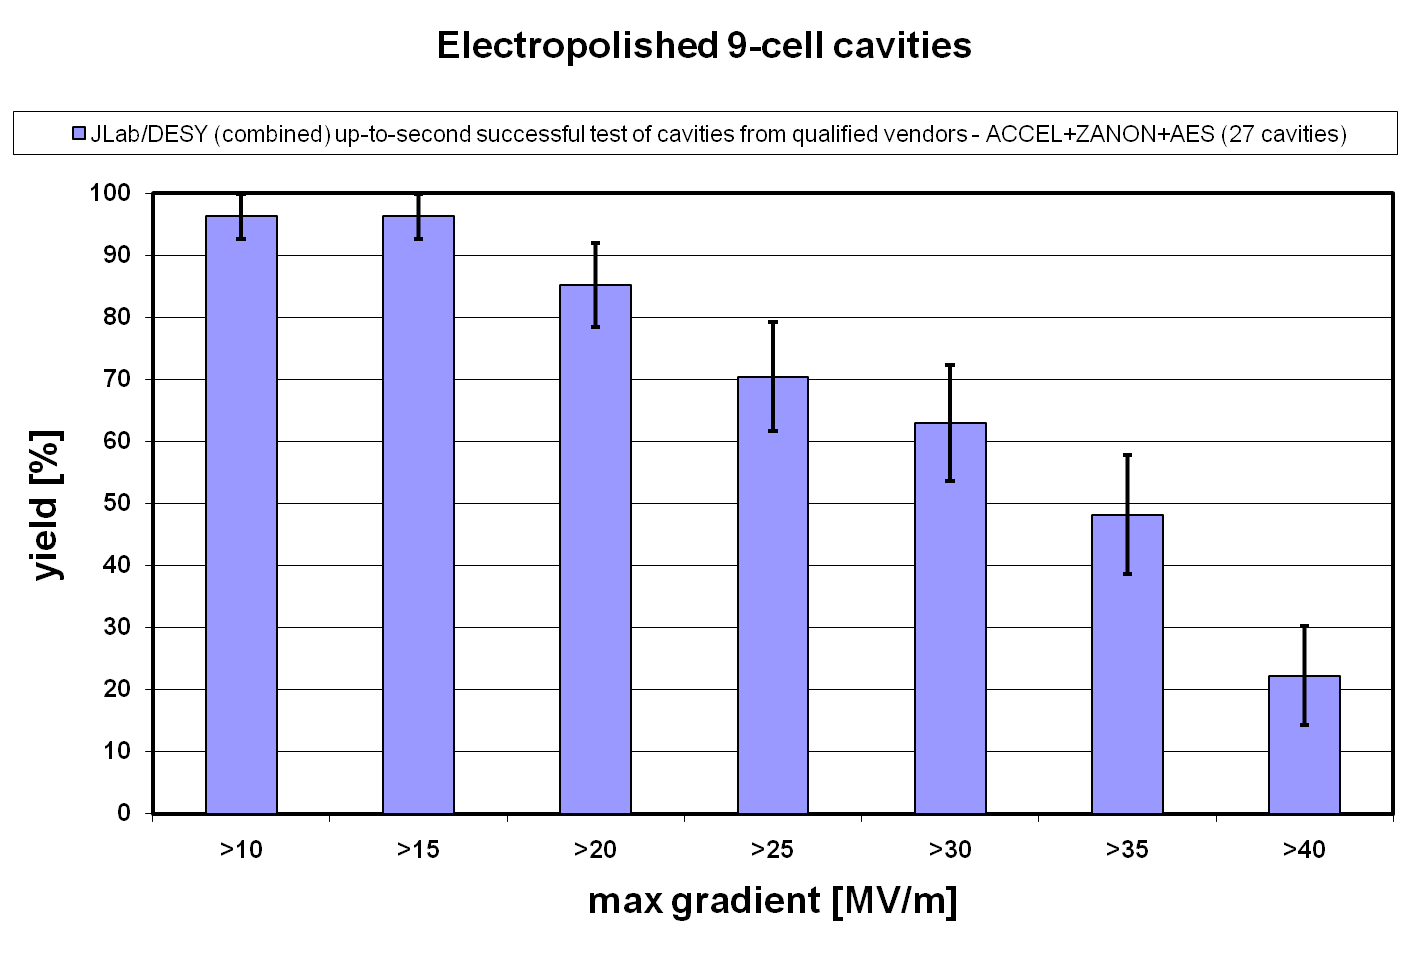 Electropolished 9-cell cavities
JLab/DESY (combined) up-to-second successful test of cavities from qualified vendors - ACCEL+ZANON+AES (27 cavities)
100
90
80
70
60
50
40
30
20
10
0
yield [%]
>10 >15 >20 >25 >30 >35 >40
max gradient [MV/m]